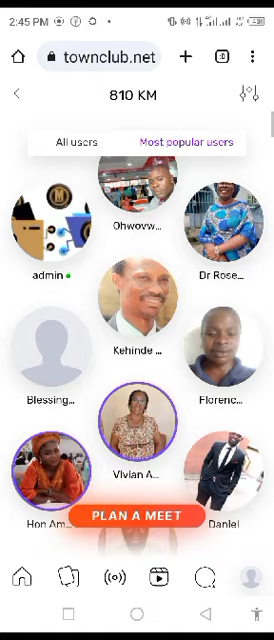 2:45 PM
townclub.net
810 KM
All users
Most popular users
Ohwovw...
admin
Dr Rose...
Kehinde ...
Blessing...
Florenc...
Vivian A...
Hon Am...
Daniel
PLAN A MEET